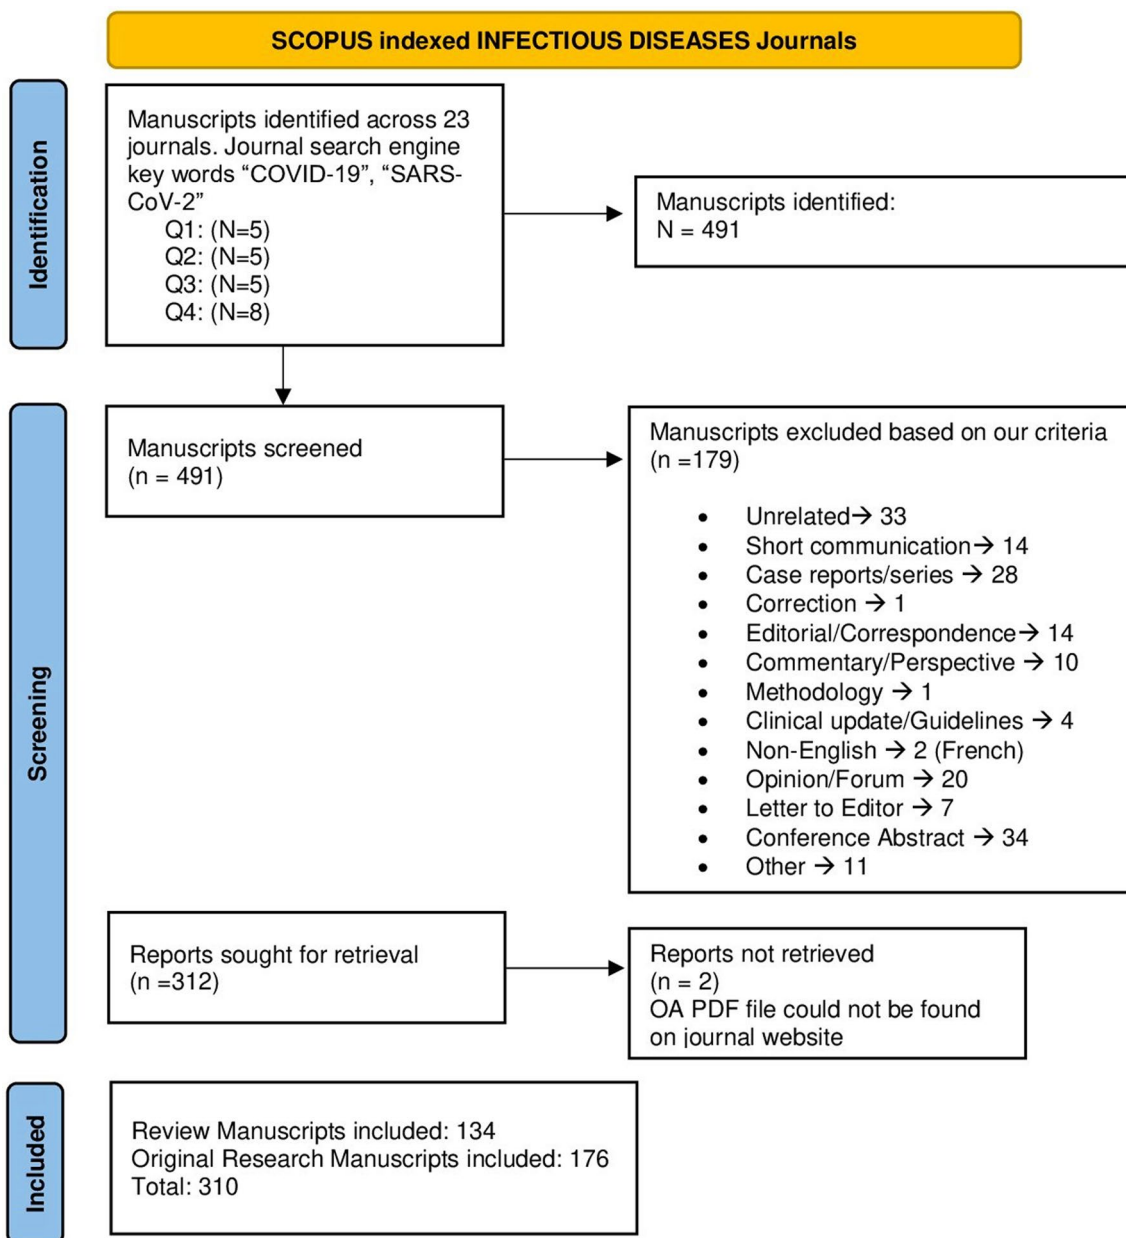 SCOPUS indexed INFECTIOUS DISEASES Journals
Identification
Manuscripts identified across 23
journals. Journal search engine
key words “COVID-19”, “SARS-
CoV-2”
Q1: (N=5)
Q2: (N=5)
Q3: (N=5)
Q4: (N=8)
Manuscripts identified:
N = 491
Screening
Manuscripts screened
(n = 491)
Manuscripts excluded based on our criteria
(n =179)
• Unrelated→ 33
• Short communication→ 14
• Case reports/series → 28
• Correction → 1
• Editorial/Correspondence→ 14
• Commentary/Perspective → 10
• Methodology → 1
• Clinical update/Guidelines → 4
• Non-English → 2 (French)
• Opinion/Forum → 20
• Letter to Editor → 7
• Conference Abstract → 34
• Other → 11
Reports sought for retrieval
(n =312)
Reports not retrieved
(n = 2)
OA PDF file could not be found
on journal website
Included
Review Manuscripts included: 134
Original Research Manuscripts included: 176
Total: 310